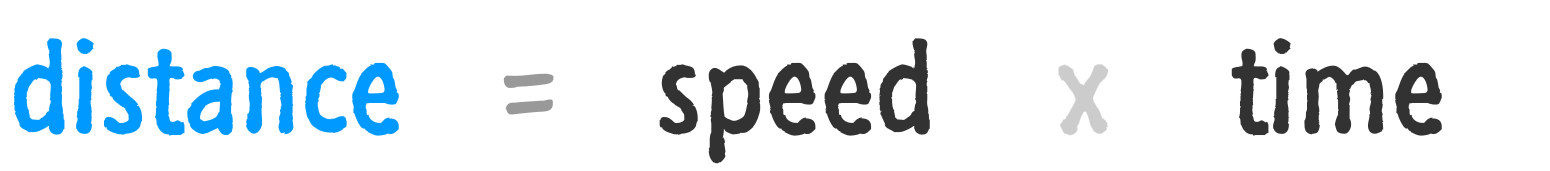 distance = speed x time